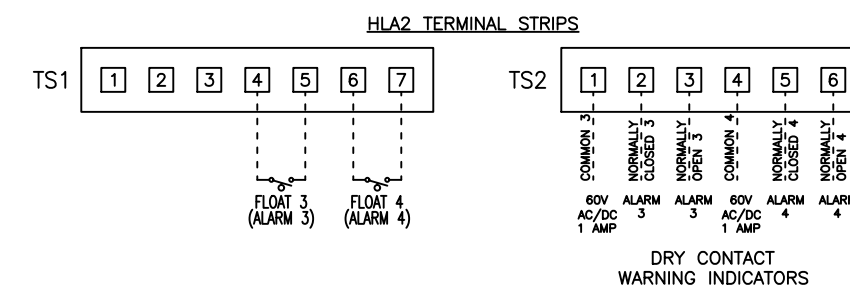 HLA2 TERMINAL STRIPS
TS1 1 2 3 4 5 6 7
FLOAT 3
(ALARM 3)
FLOAT 4
(ALARM 4)
TS2 1 2 3 4 5 6
COMMON 3
NORMALLY
CLOSED 3
NORMALLY
OPEN 3
COMMON 4
NORMALLY
CLOSED 4
NORMALLY
OPEN 4
60V
AC/DC
1 AMP
ALARM
3
ALARM
3
60V
AC/DC
1 AMP
ALARM
4
ALAR
4
DRY CONTACT
WARNING INDICATORS